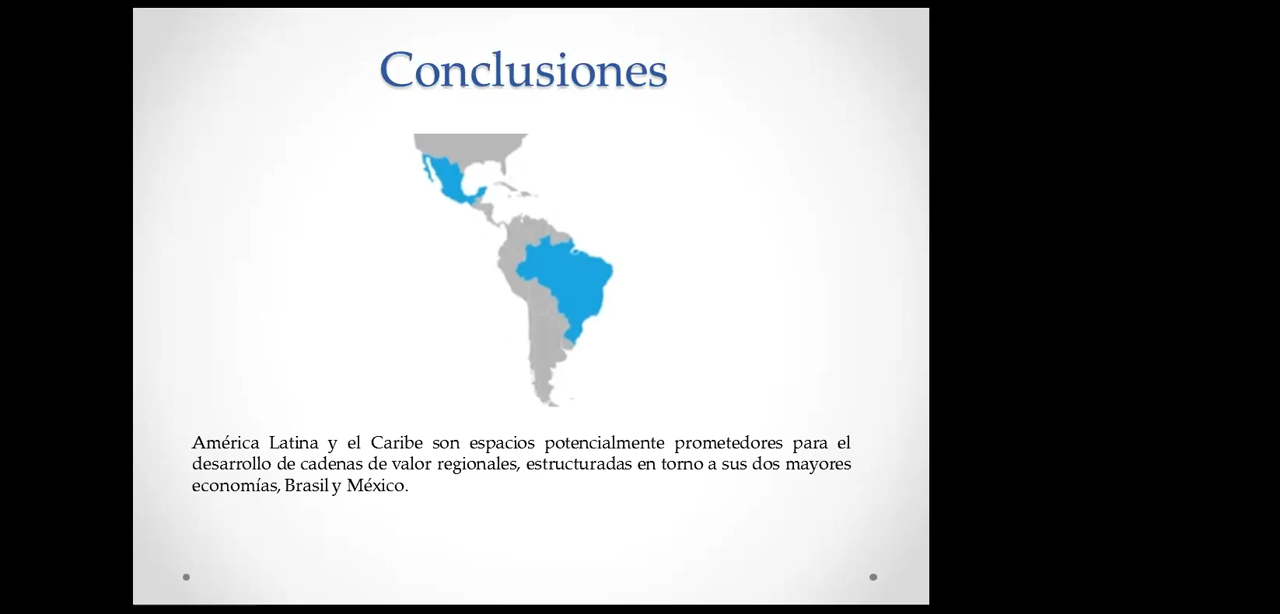 Conclusiones
América Latina y el Caribe son espacios potencialmente prometedores para el
desarrollo de cadenas de valor regionales, estructuradas en torno a sus dos mayores
economías, Brasil y México.